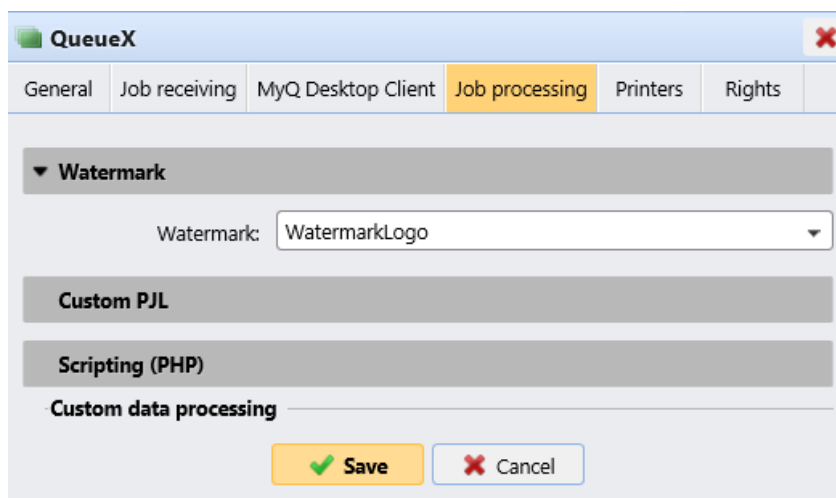 QueueX
General Job receiving MyQ Desktop Client Job processing Printers Rights
Watermark
Watermark: WatermarkLogo
Custom PJL
Scripting (PHP)
Custom data processing
Save Cancel